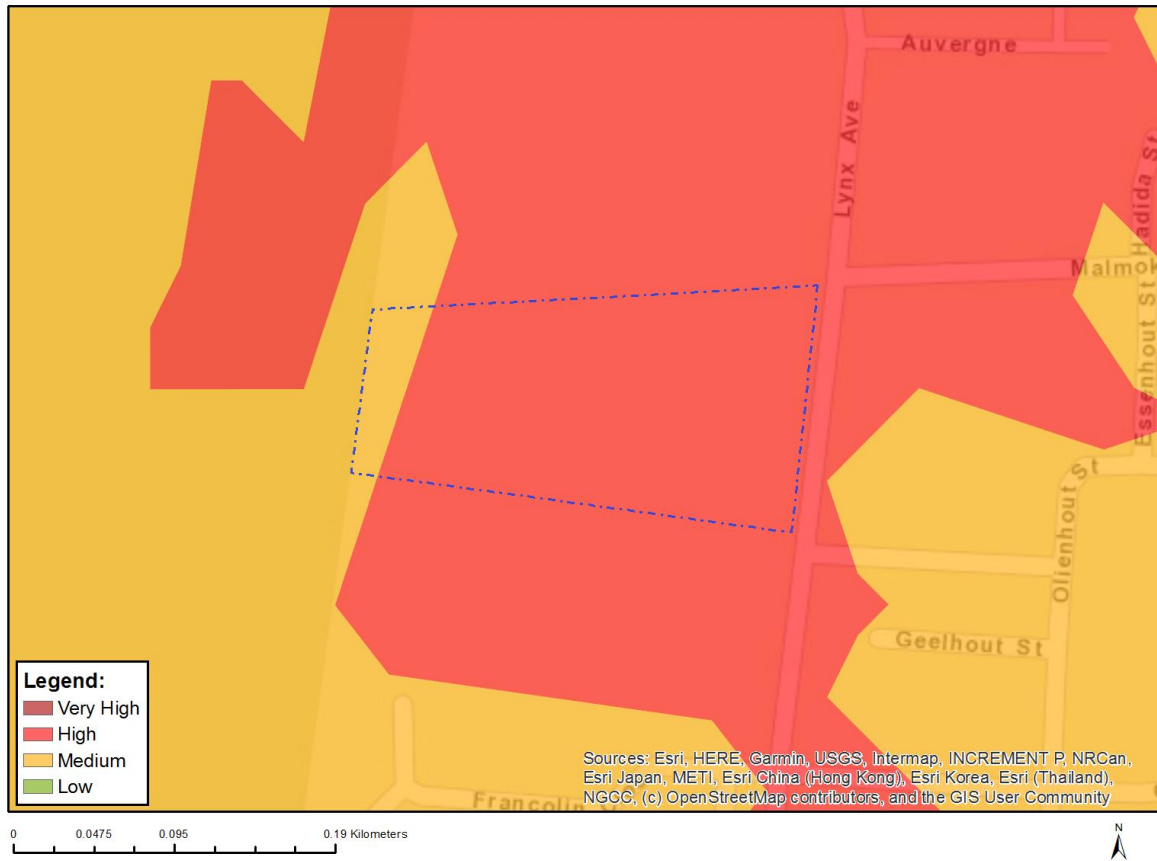 Auvergne
Lynx Ave
Hadida St
Malmok
Essenhout St
Olienhout St
Geelhout St
Francolin
Legend:
Very High
High
Medium
Low
Sources: Esri, HERE, Garmin, USGS, Intermap, INCREMENT P, NRCan,
Esri Japan, METI, Esri China (Hong Kong), Esri Korea, Esri (Thailand),
NGCC, (c) OpenStreetMap contributors, and the GIS User Community
0 0.0475 0.095 0.19 Kilometers
N